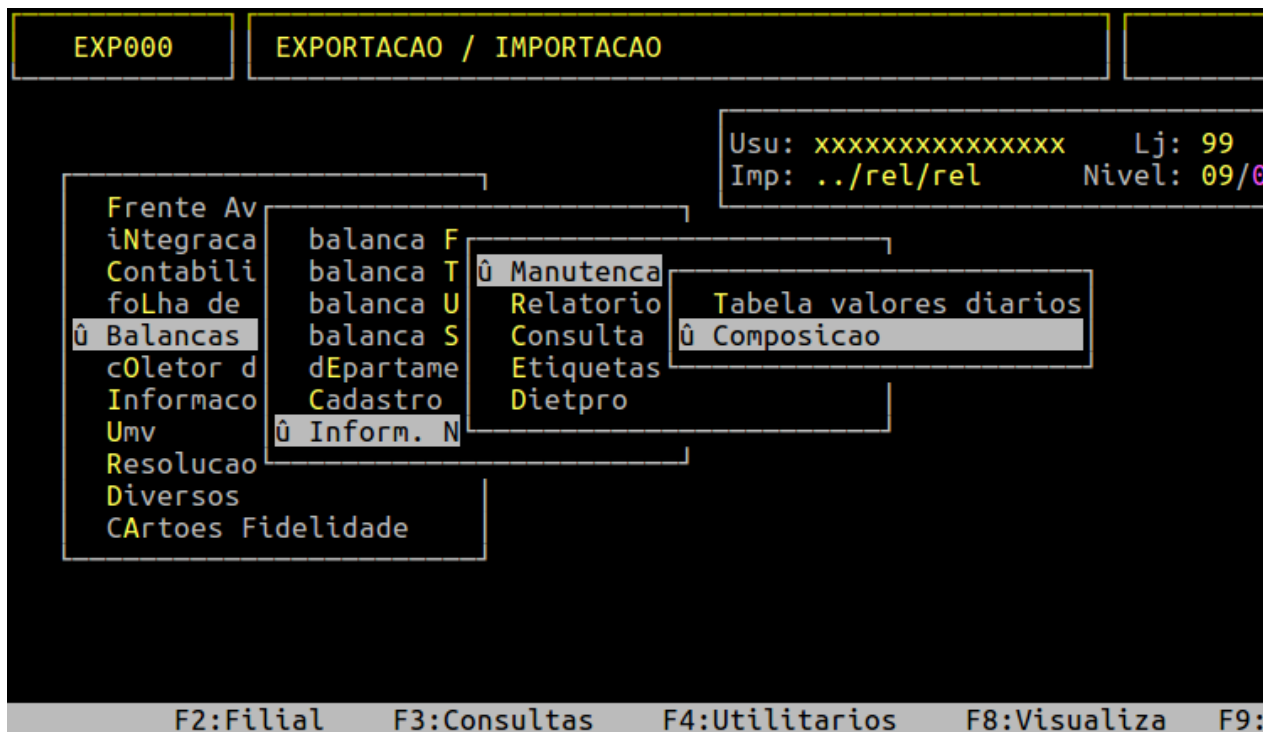 EXP000 EXPORTACAO / IMPORTACAO
Usu: xxxxxxxxxxxxxxx Lj: 99
Imp: ../rel/rel Nivel: 09/0
Frente Av
iNtegraca balanca F
Contabili balanca T û Manutenca
foLha de balanca U Relatorio Tabela valores diarios
û Balancas balanca S Consulta û Composicao
cOletor d dEpartame Etiquetas
Informaco Cadastro Dietpro
Umv û Inform. N
Resolucao
Diversos
CArtoes Fidelidade
F2:Filial F3:Consultas F4:Utilitarios F8:Visualiza F9: